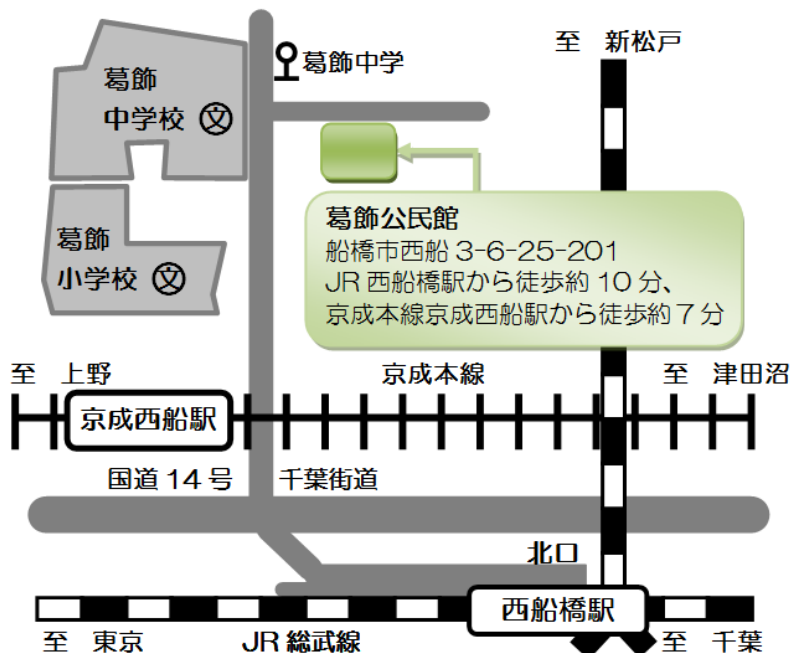 至 新松戸
葛飾中学
葛飾
中学校 文
葛飾公民館
船橋市西船 3-6-25-201
JR 西船橋駅から徒歩約 10 分、
京成本線京成西船駅から徒歩約 7 分
葛飾
小学校 文
至 上野
京成本線
至 津田沼
京成西船駅
国道 14 号 千葉街道
北口
西船橋駅
至 東京
JR 総武線
至 千葉